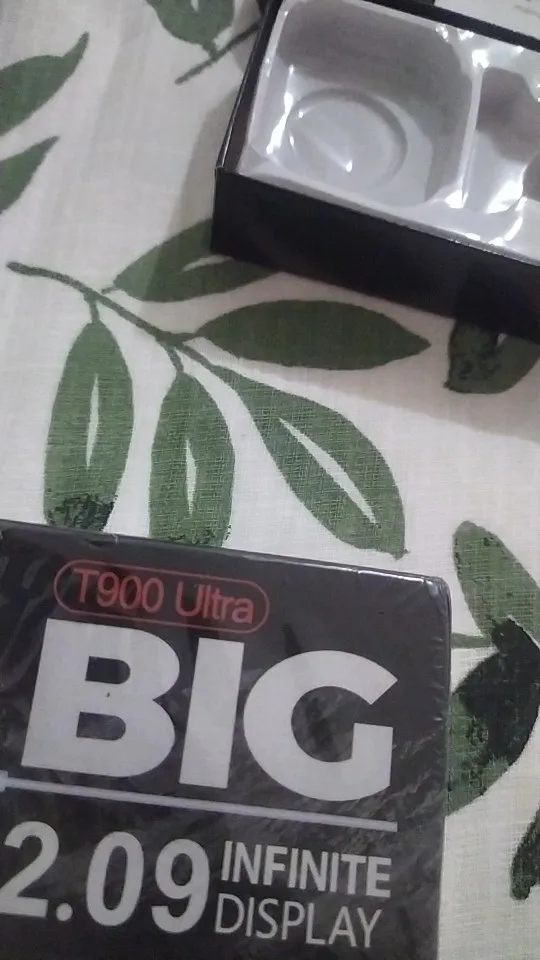 T900 Ultra
BIG
2.09 INFINITE
DISPLAY